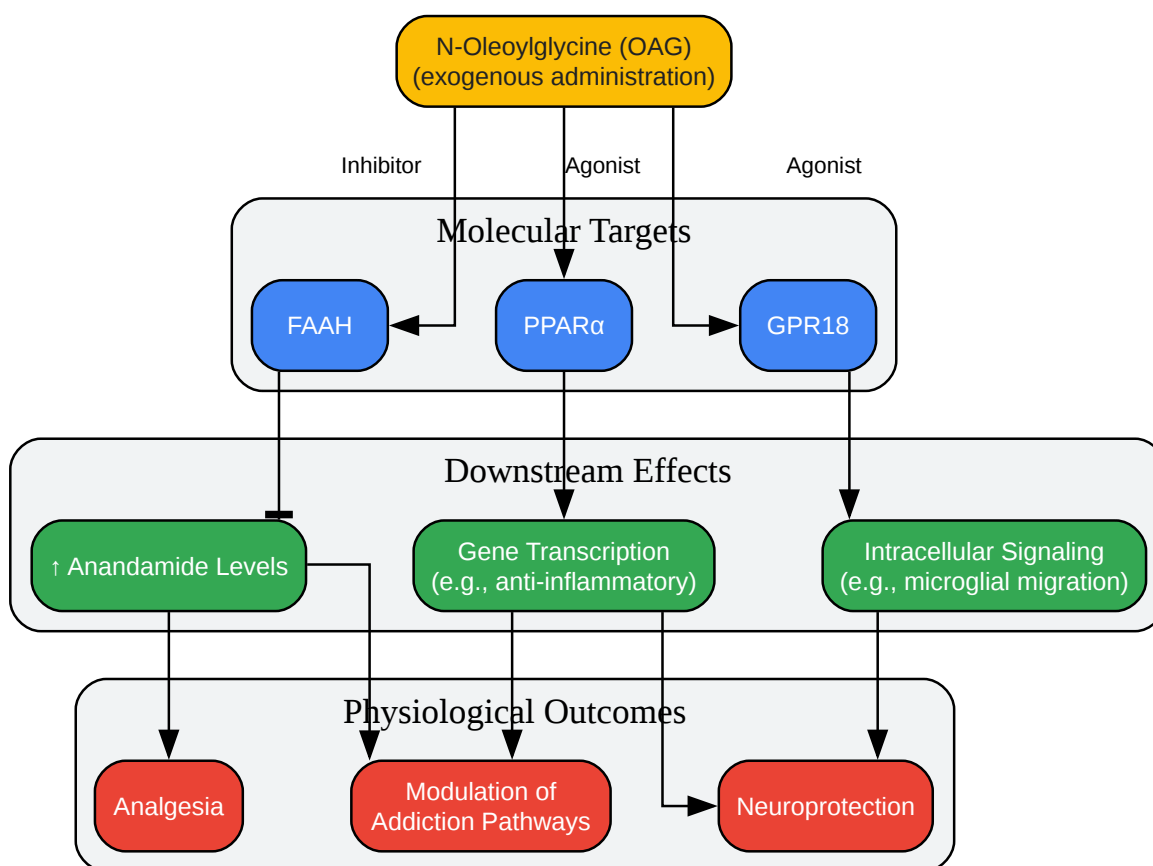 N-Oleoylglycine (OAG)
(exogenous administration)
Inhibitor
Agonist
Agonist
Molecular Targets
FAAH
PPARα
GPR18
Downstream Effects
↑ Anandamide Levels
Gene Transcription
(e.g., anti-inflammatory)
Intracellular Signaling
(e.g., microglial migration)
Physiological Outcomes
Analgesia
Modulation of
Addiction Pathways
Neuroprotection